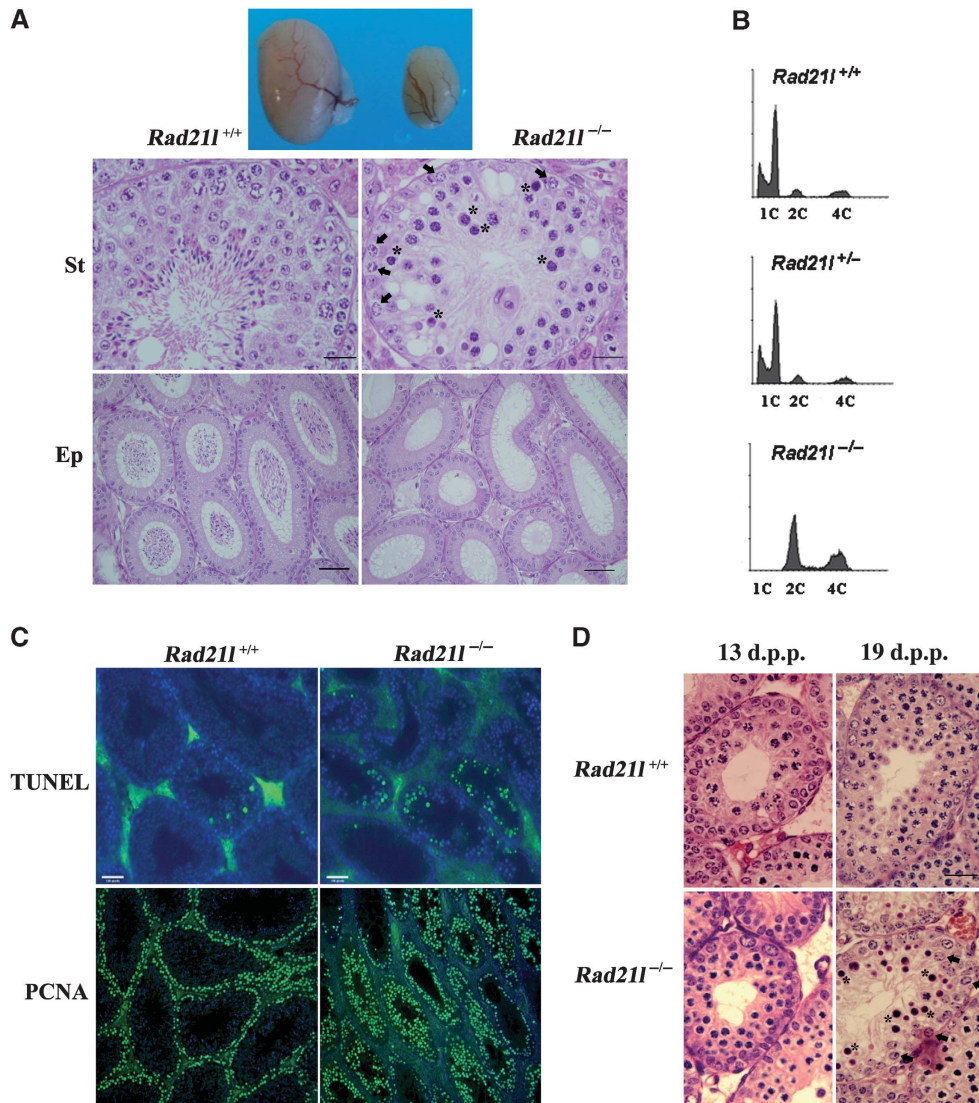 A
B
Rad21l +/+
Rad21l −/−
St
* * * * * * *
Ep
Rad21l +/+
1C 2C 4C
Rad21l +/−
1C 2C 4C
Rad21l −/−
1C 2C 4C
C
D
Rad21l +/+
Rad21l −/−
TUNEL
PCNA
13 d.p.p.
19 d.p.p.
Rad21l +/+
Rad21l −/−
* * * * *